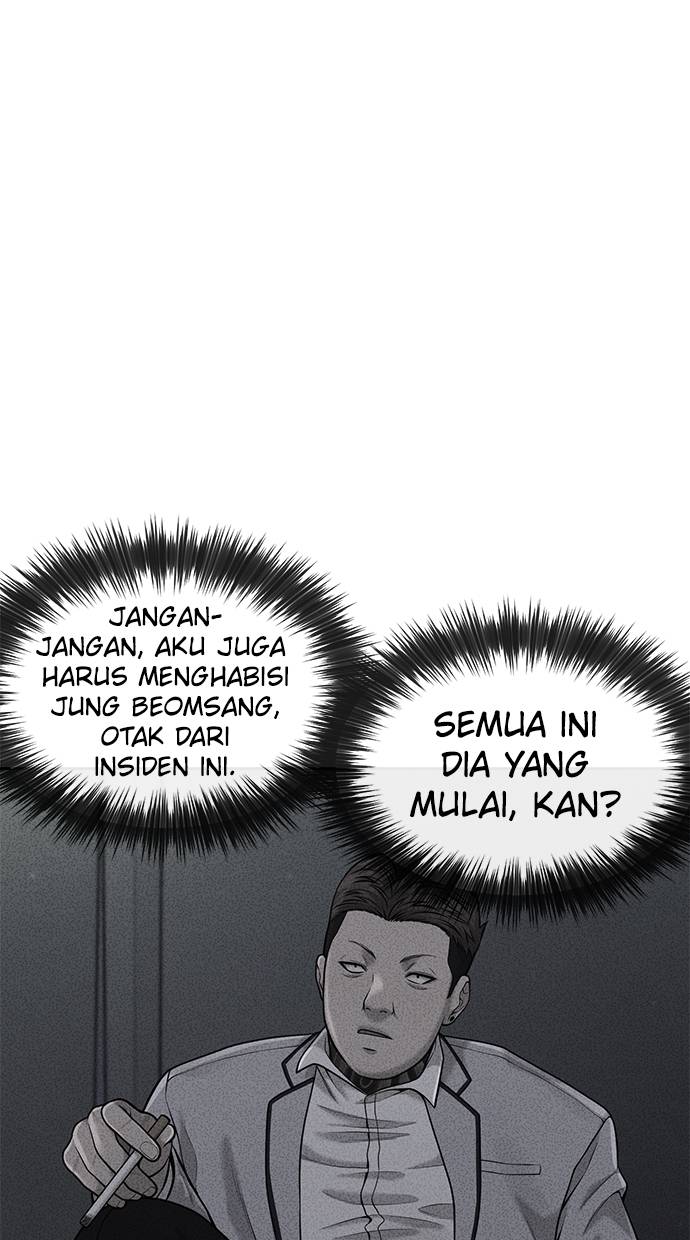 JANGAN-
JANGAN, AKU JUGA
HARUS MENGHABISI
JUNG BEOMSANG,
OTAK DARI
INSIDEN INI.
SEMUA INI
DIA YANG
MULAI, KAN?